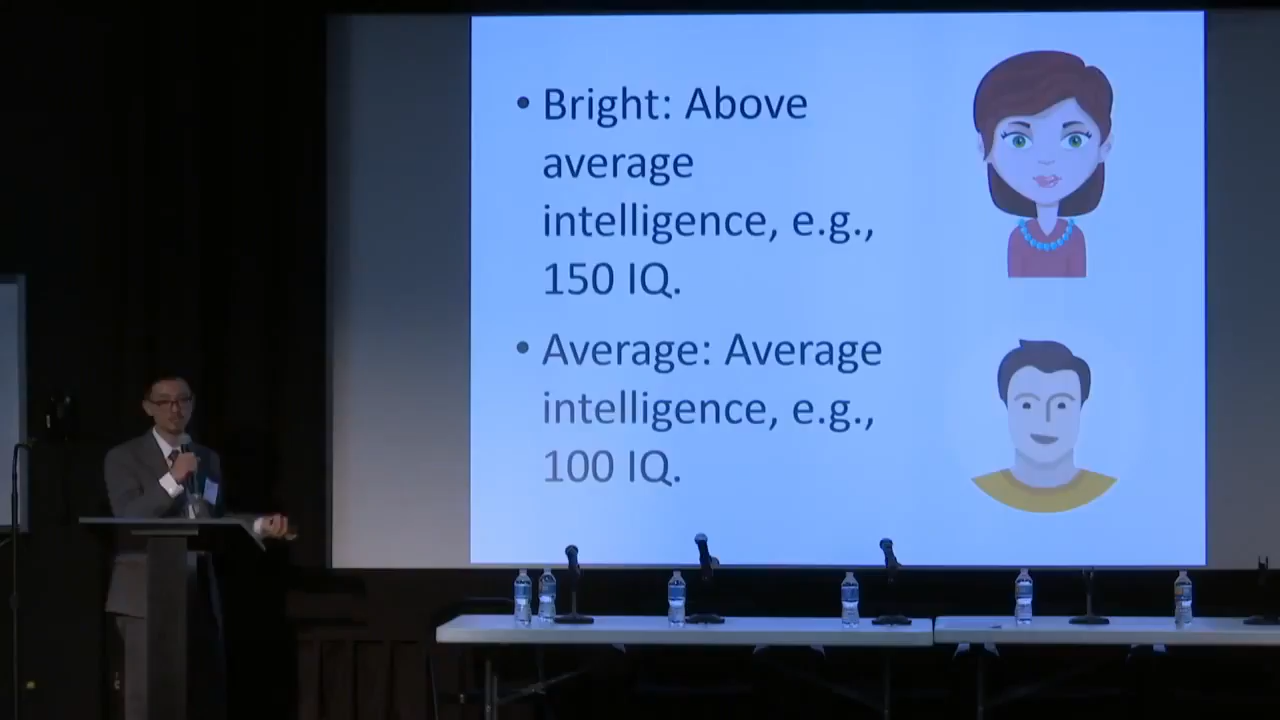 • Bright: Above
average
intelligence, e.g.,
150 IQ.
• Average: Average
intelligence, e.g.,
100 IQ.